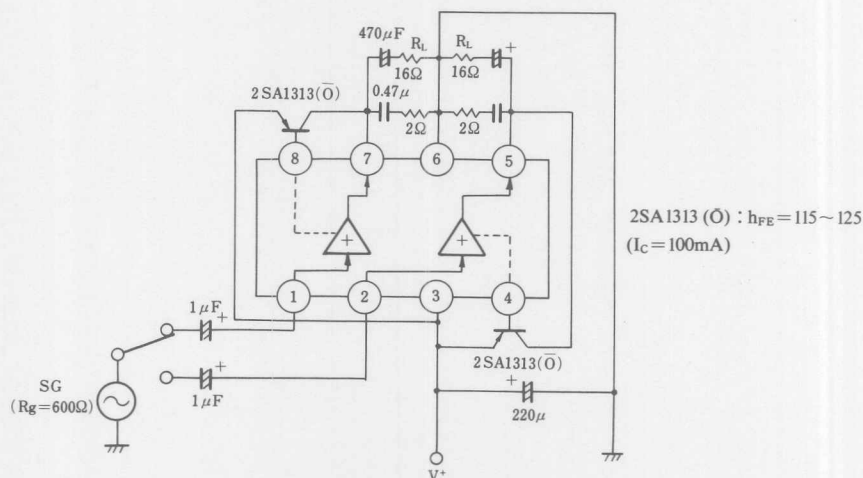 470μF
R_L
R_L
+
16Ω
16Ω
2SA1313(Ō)
0.47μ
2Ω
2Ω
8
7
6
5
+
+
2SA1313 (Ō) : h_FE = 115~125
(I_C = 100mA)
1
2
3
4
1μF
+
2SA1313(Ō)
SG
(Rg = 600Ω)
+
1μF
+
220μ
V⁺